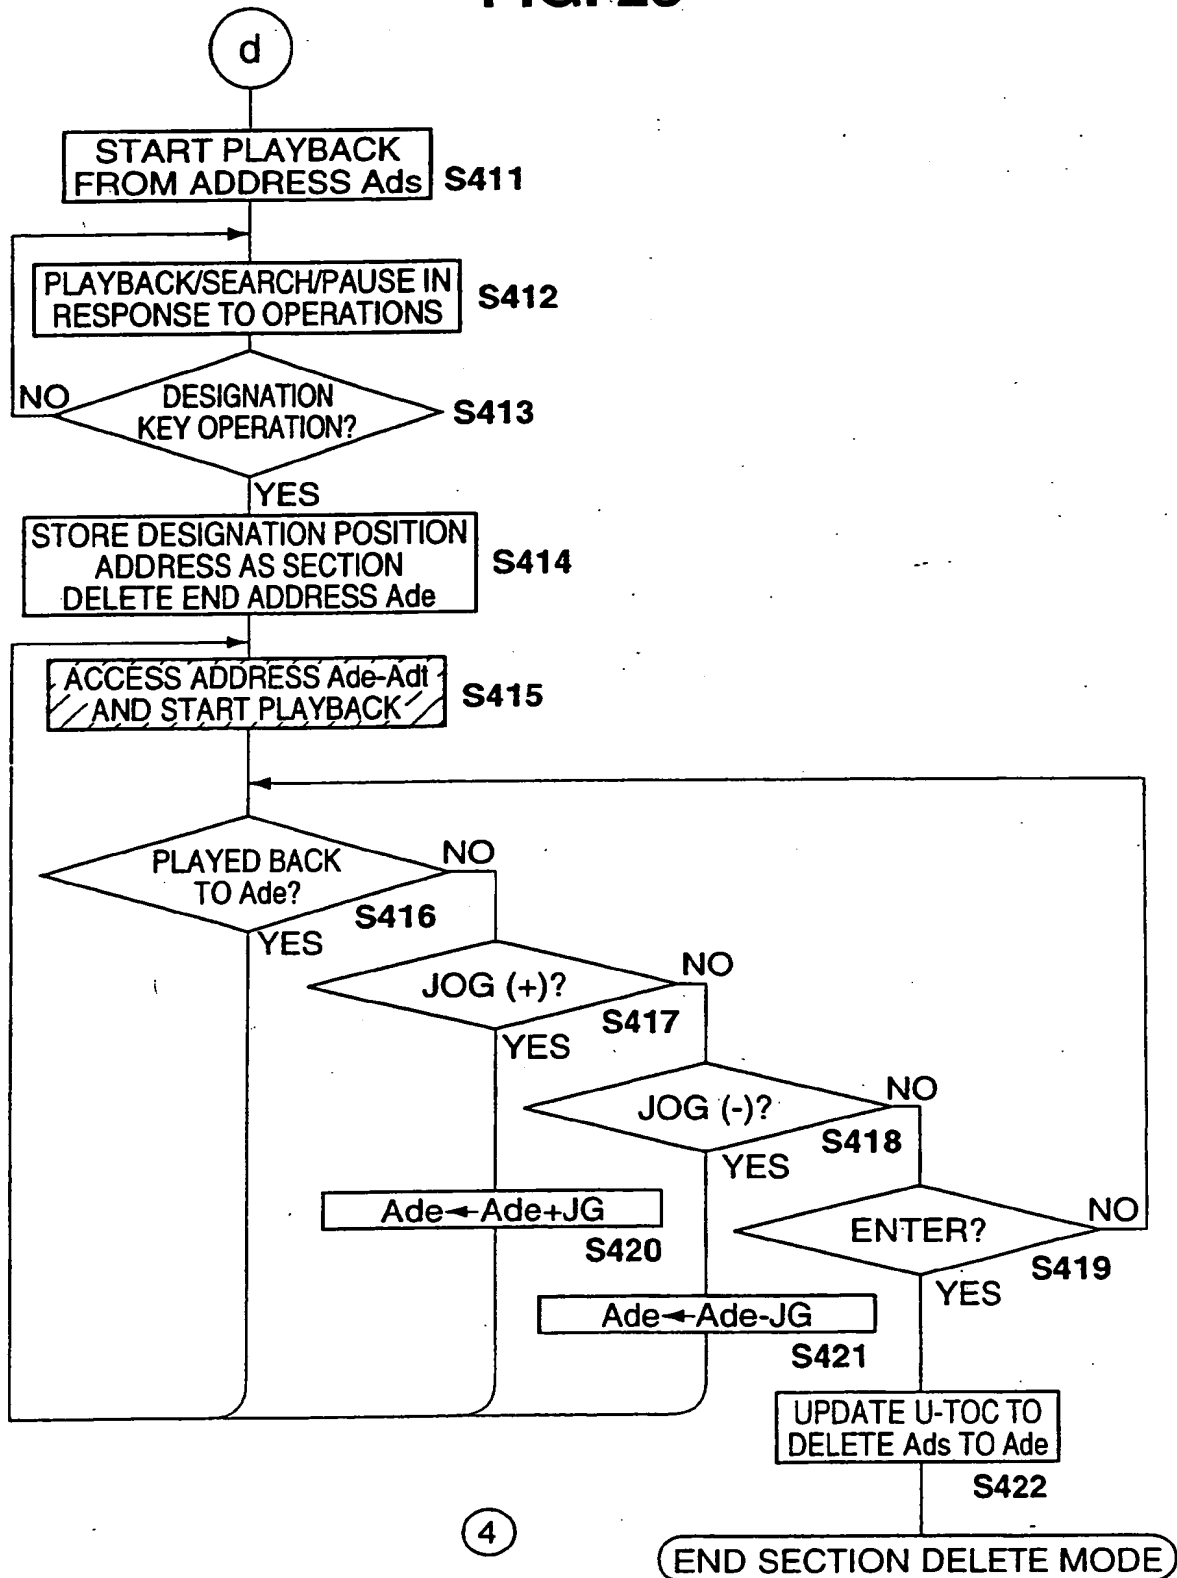 d
START PLAYBACK
FROM ADDRESS Ads
S411
PLAYBACK/SEARCH/PAUSE IN
RESPONSE TO OPERATIONS
S412
NO
DESIGNATION
KEY OPERATION?
S413
YES
STORE DESIGNATION POSITION
ADDRESS AS SECTION
DELETE END ADDRESS Ade
S414
ACCESS ADDRESS Ade-Adt
AND START PLAYBACK
S415
PLAYED BACK
TO Ade?
NO
S416
YES
JOG (+)?
NO
S417
YES
JOG (-)?
NO
S418
YES
Ade←Ade+JG
S420
ENTER?
NO
S419
YES
Ade←Ade-JG
S421
UPDATE U-TOC TO
DELETE Ads TO Ade
S422
4
END SECTION DELETE MODE